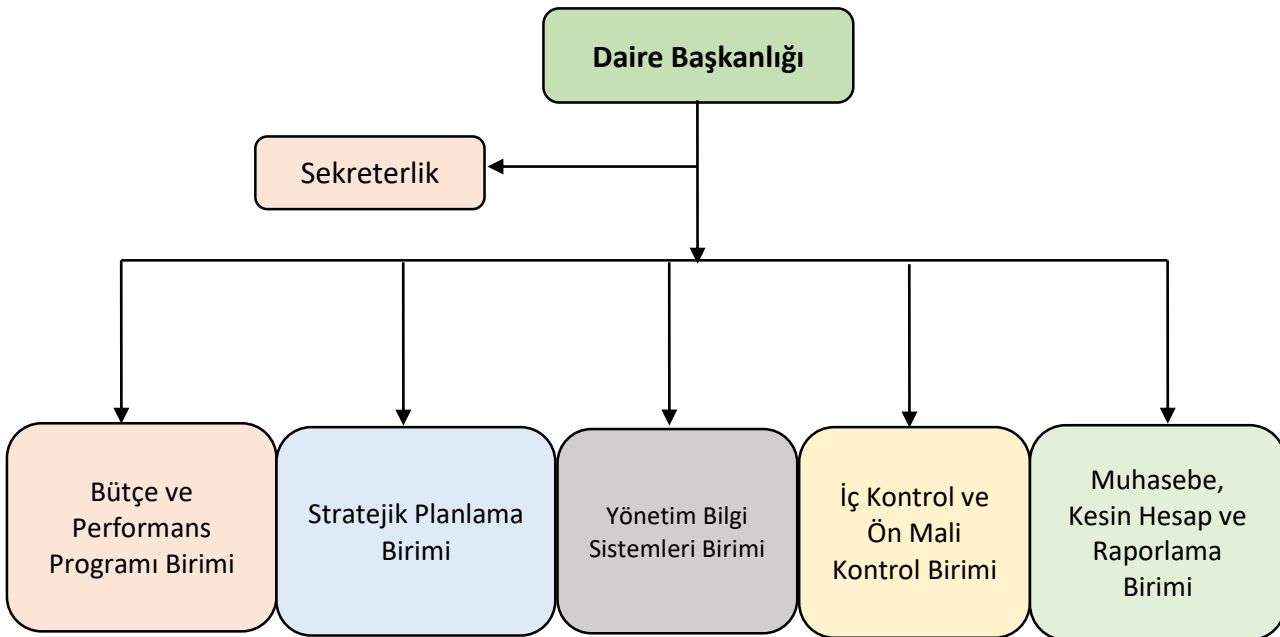 Daire Başkanlığı
Sekreterlik
Bütçe ve
Performans
Programı Birimi
Stratejik Planlama
Birimi
Yönetim Bilgi
Sistemleri Birimi
İç Kontrol ve
Ön Mali
Kontrol Birimi
Muhasebe,
Kesin Hesap ve
Raporlama
Birimi